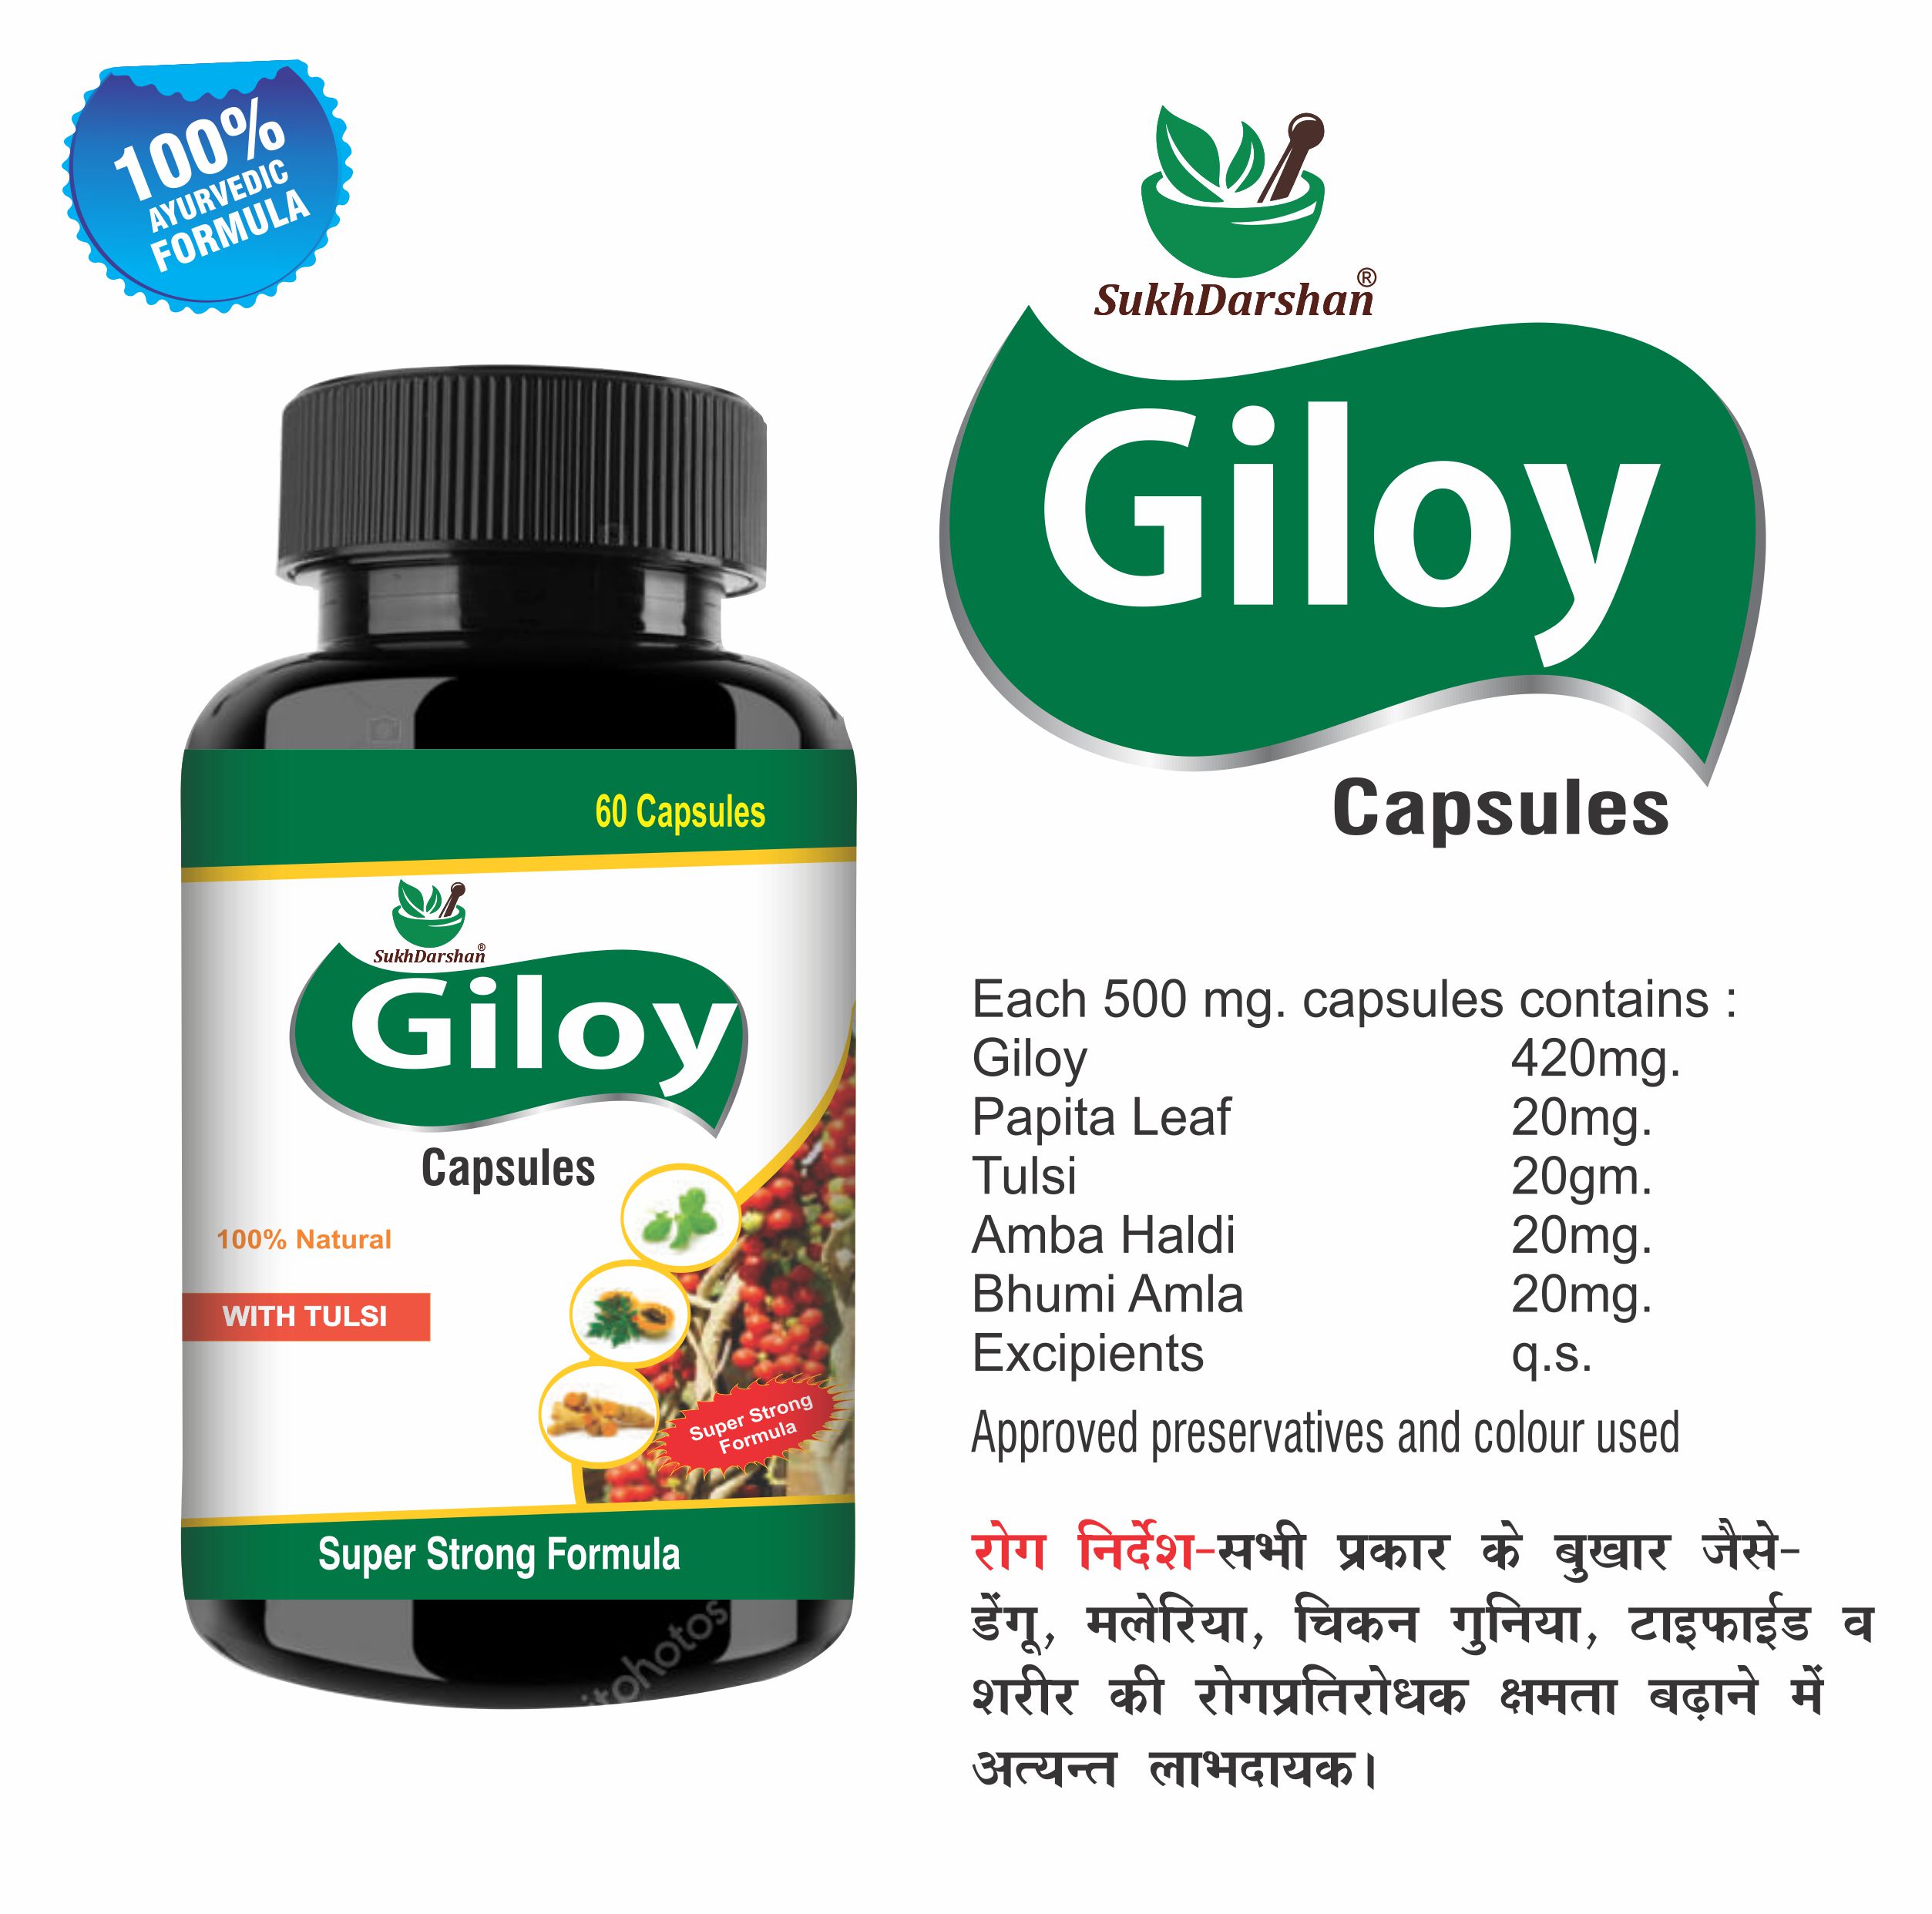 100%
AYURVEDIC
FORMULA
SukhDarshan®
Giloy
Capsules
60 Capsules
SukhDarshan®
Giloy
Capsules
100% Natural
WITH TULSI
Super Strong
Formula
Super Strong Formula
Each 500 mg. capsules contains :
Giloy 420mg.
Papita Leaf 20mg.
Tulsi 20gm.
Amba Haldi 20mg.
Bhumi Amla 20mg.
Excipients q.s.
Approved preservatives and colour used
रोग निर्देश-सभी प्रकार के बुखार जैसे-
डेंगू, मलेरिया, चिकन गुनिया, टाइफाईड व
शरीर की रोगप्रतिरोधक क्षमता बढ़ाने में
अत्यन्त लाभदायक।